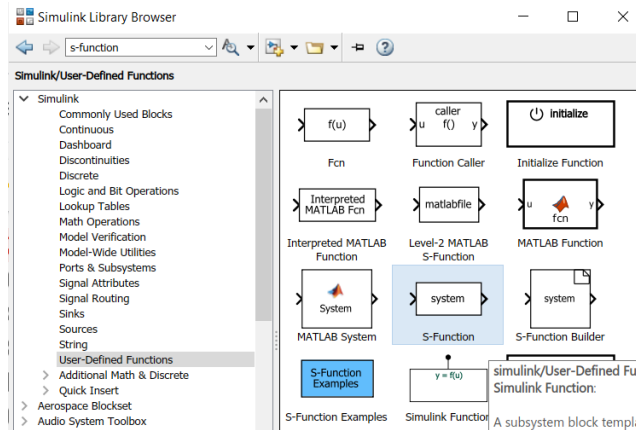 Simulink Library Browser
s-function
Simulink/User-Defined Functions
Simulink
Commonly Used Blocks
Continuous
Dashboard
Discontinuities
Discrete
Logic and Bit Operations
Lookup Tables
Math Operations
Model Verification
Model-Wide Utilities
Ports & Subsystems
Signal Attributes
Signal Routing
Sinks
Sources
String
User-Defined Functions
Additional Math & Discrete
Quick Insert
Aerospace Blockset
Audio System Toolbox
f(u)
Fcn
caller
u f() y
Function Caller
initialize
Initialize Function
Interpreted
MATLAB Fcn
Interpreted MATLAB
Function
matlabfile
Level-2 MATLAB
S-Function
u y
fcn
MATLAB Function
System
MATLAB System
system
S-Function
system
S-Function Builder
S-Function
Examples
S-Function Examples
y = f(u)
Simulink Function
simulink/User-Defined Fu
Simulink Function:
A subsystem block templa